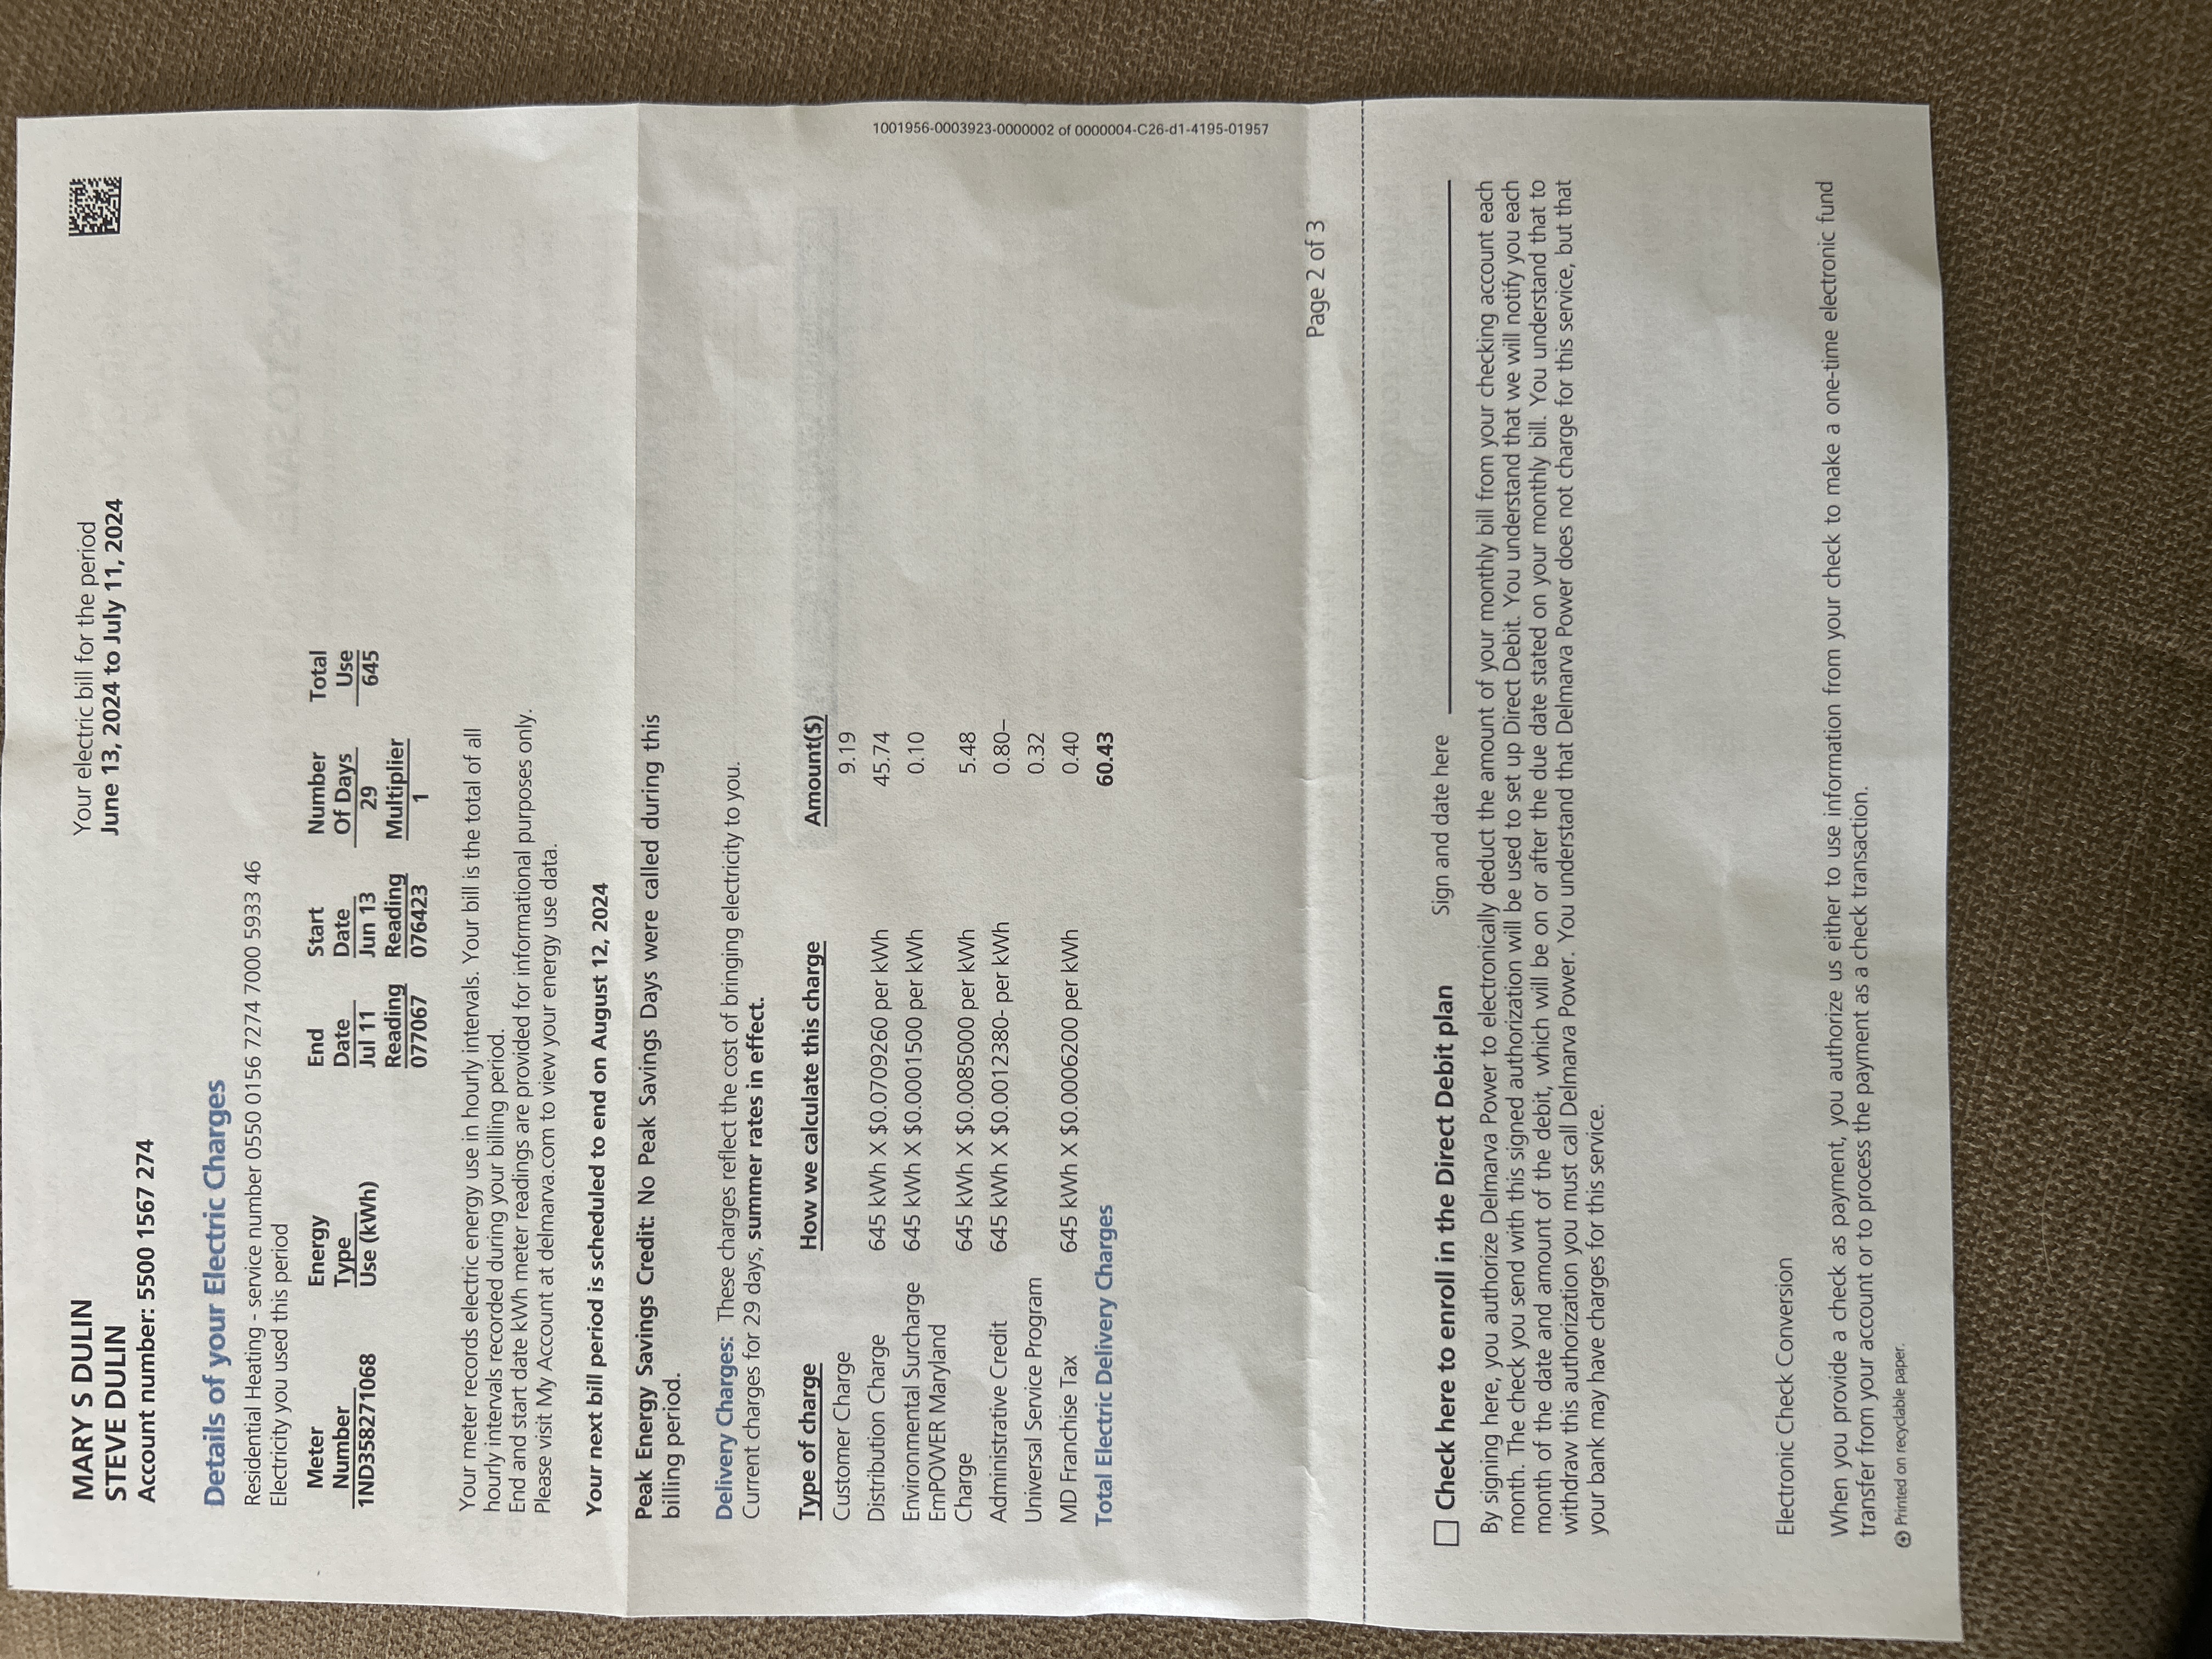 MARY S DULIN
STEVE DULIN
Account number: 5500 1567 274
Your electric bill for the period
June 13, 2024 to July 11, 2024
Details of your Electric Charges
Residential Heating - service number 0550 0156 7274 7000 5933 46
Electricity you used this period
Meter Energy End Start Number Total
Number Type Date Date Of Days Use
1ND358271068 Use (kWh) Jul 11 Jun 13 29 645
Reading Reading Multiplier
077067 076423 1
Your meter records electric energy use in hourly intervals. Your bill is the total of all
hourly intervals recorded during your billing period.
End and start date kWh meter readings are provided for informational purposes only.
Please visit My Account at delmarva.com to view your energy use data.
Your next bill period is scheduled to end on August 12, 2024
Peak Energy Savings Credit: No Peak Savings Days were called during this
billing period.
Delivery Charges: These charges reflect the cost of bringing electricity to you.
Current charges for 29 days, summer rates in effect.
Type of charge How we calculate this charge Amount($)
Customer Charge 9.19
Distribution Charge 645 kWh X $0.0709260 per kWh 45.74
Environmental Surcharge 645 kWh X $0.0001500 per kWh 0.10
EmPOWER Maryland
Charge 645 kWh X $0.0085000 per kWh 5.48
Administrative Credit 645 kWh X $0.0012380- per kWh 0.80–
Universal Service Program 0.32
MD Franchise Tax 645 kWh X $0.0006200 per kWh 0.40
Total Electric Delivery Charges 60.43
1001956-0003923-0000002 of 0000004-C26-d1-4195-01957
Page 2 of 3
Check here to enroll in the Direct Debit plan Sign and date here
By signing here, you authorize Delmarva Power to electronically deduct the amount of your monthly bill from your checking account each
month. The check you send with this signed authorization will be used to set up Direct Debit. You understand that we will notify you each
month of the date and amount of the debit, which will be on or after the due date stated on your monthly bill. You understand that to
withdraw this authorization you must call Delmarva Power. You understand that Delmarva Power does not charge for this service, but that
your bank may have charges for this service.
Electronic Check Conversion
When you provide a check as payment, you authorize us either to use information from your check to make a one-time electronic fund
transfer from your account or to process the payment as a check transaction.
Printed on recyclable paper.